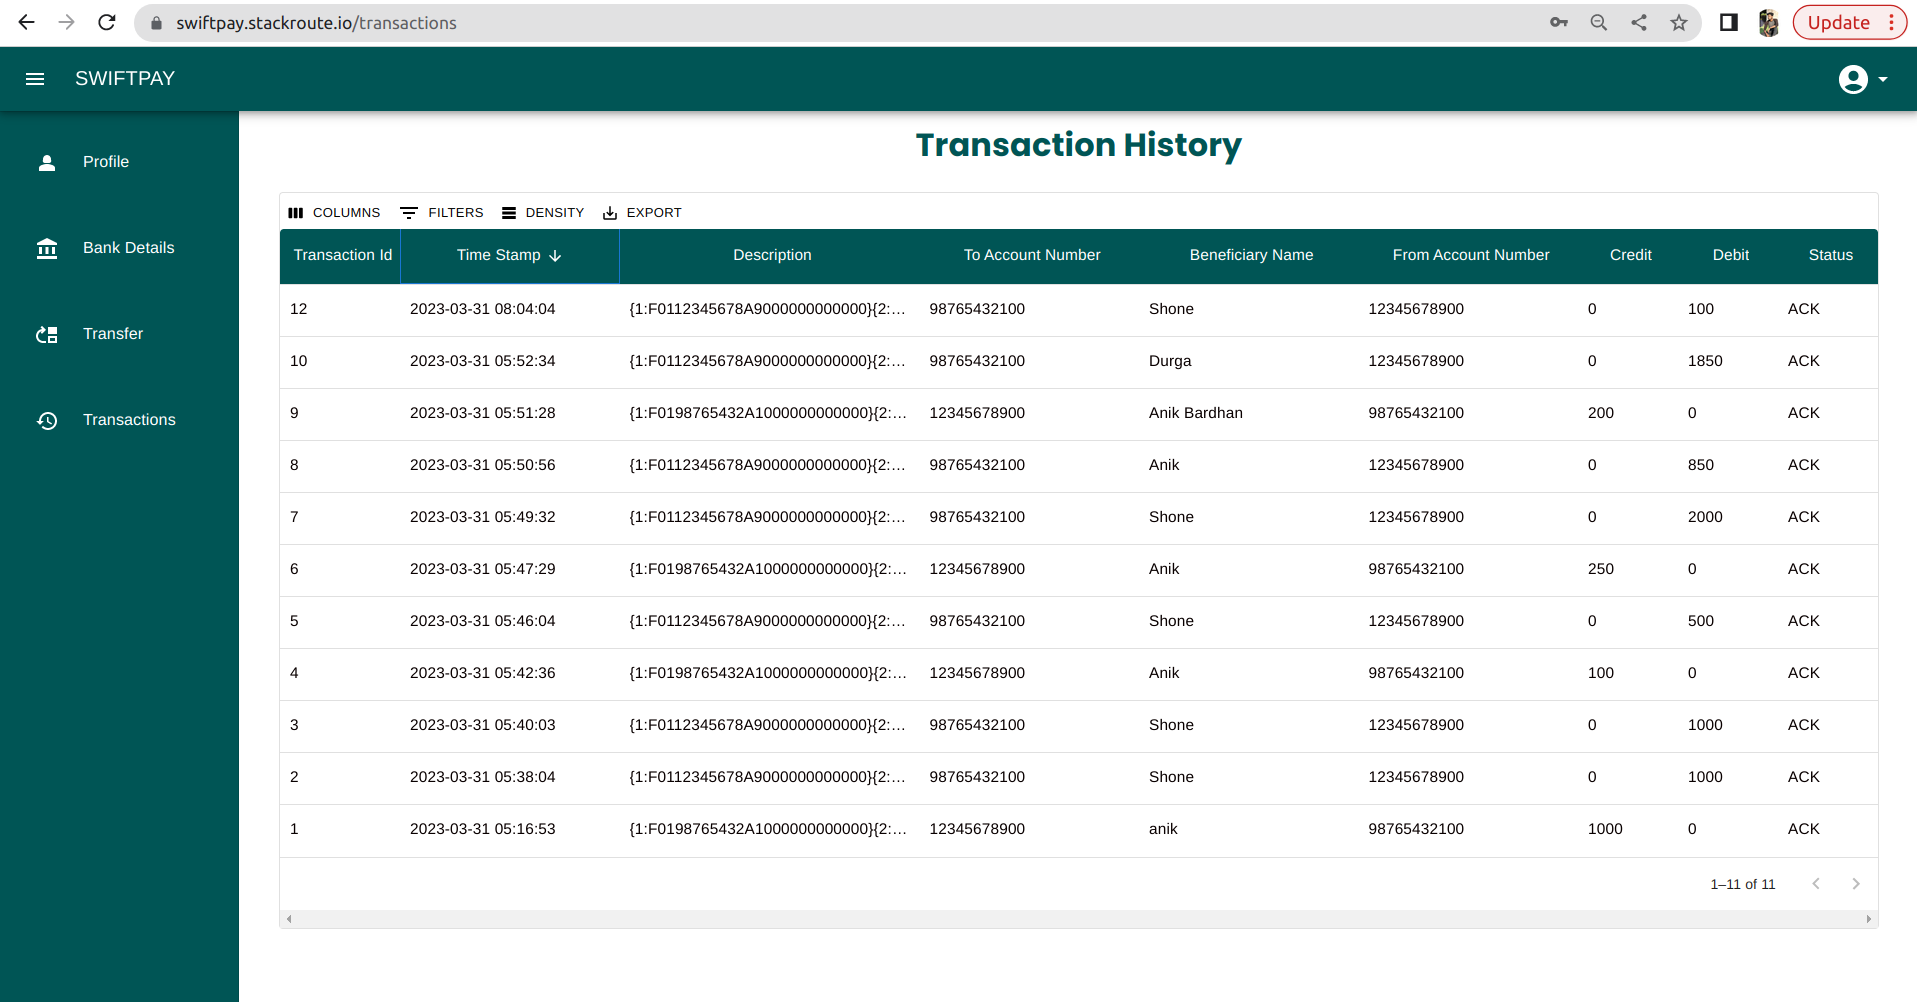 swiftpay.stackroute.io/transactions
Update
SWIFTPAY
Profile
Bank Details
Transfer
Transactions
Transaction History
COLUMNS FILTERS DENSITY EXPORT
Transaction Id Time Stamp Description To Account Number Beneficiary Name From Account Number Credit Debit Status
12 2023-03-31 08:04:04 {1:F0112345678A9000000000000}{2:… 98765432100 Shone 12345678900 0 100 ACK
10 2023-03-31 05:52:34 {1:F0112345678A9000000000000}{2:… 98765432100 Durga 12345678900 0 1850 ACK
9 2023-03-31 05:51:28 {1:F0198765432A1000000000000}{2:… 12345678900 Anik Bardhan 98765432100 200 0 ACK
8 2023-03-31 05:50:56 {1:F0112345678A9000000000000}{2:… 98765432100 Anik 12345678900 0 850 ACK
7 2023-03-31 05:49:32 {1:F0112345678A9000000000000}{2:… 98765432100 Shone 12345678900 0 2000 ACK
6 2023-03-31 05:47:29 {1:F0198765432A1000000000000}{2:… 12345678900 Anik 98765432100 250 0 ACK
5 2023-03-31 05:46:04 {1:F0112345678A9000000000000}{2:… 98765432100 Shone 12345678900 0 500 ACK
4 2023-03-31 05:42:36 {1:F0198765432A1000000000000}{2:… 12345678900 Anik 98765432100 100 0 ACK
3 2023-03-31 05:40:03 {1:F0112345678A9000000000000}{2:… 98765432100 Shone 12345678900 0 1000 ACK
2 2023-03-31 05:38:04 {1:F0112345678A9000000000000}{2:… 98765432100 Shone 12345678900 0 1000 ACK
1 2023-03-31 05:16:53 {1:F0198765432A1000000000000}{2:… 12345678900 anik 98765432100 1000 0 ACK
1–11 of 11